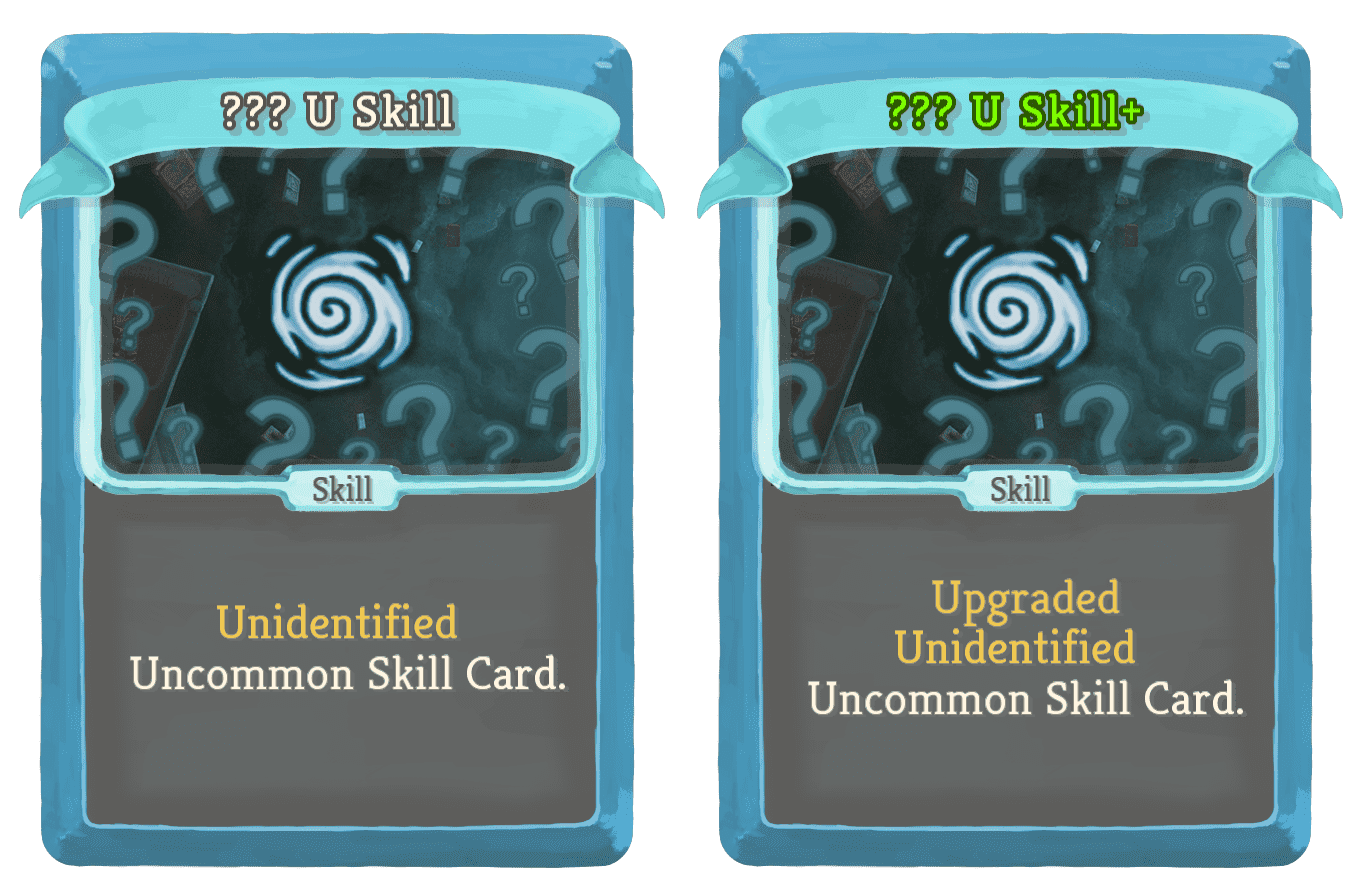 ??? U Skill
Skill
Unidentified
Uncommon Skill Card.
??? U Skill+
Skill
Upgraded
Unidentified
Uncommon Skill Card.